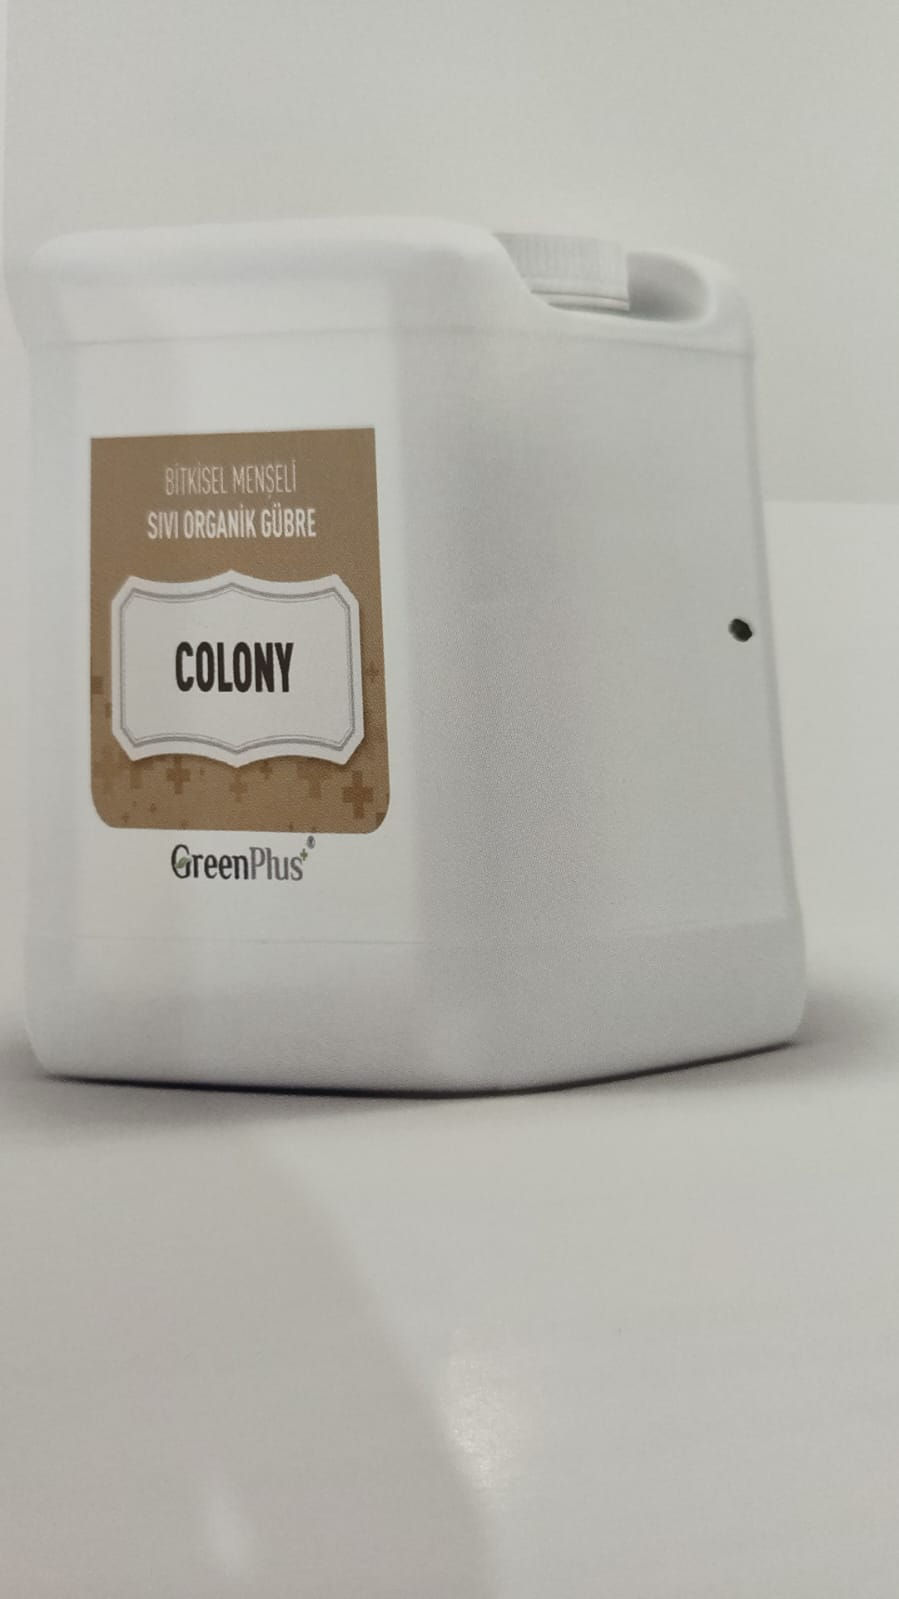 BİTKİSEL MENŞELİ
SIVI ORGANİK GÜBRE
COLONY
GreenPlus+®